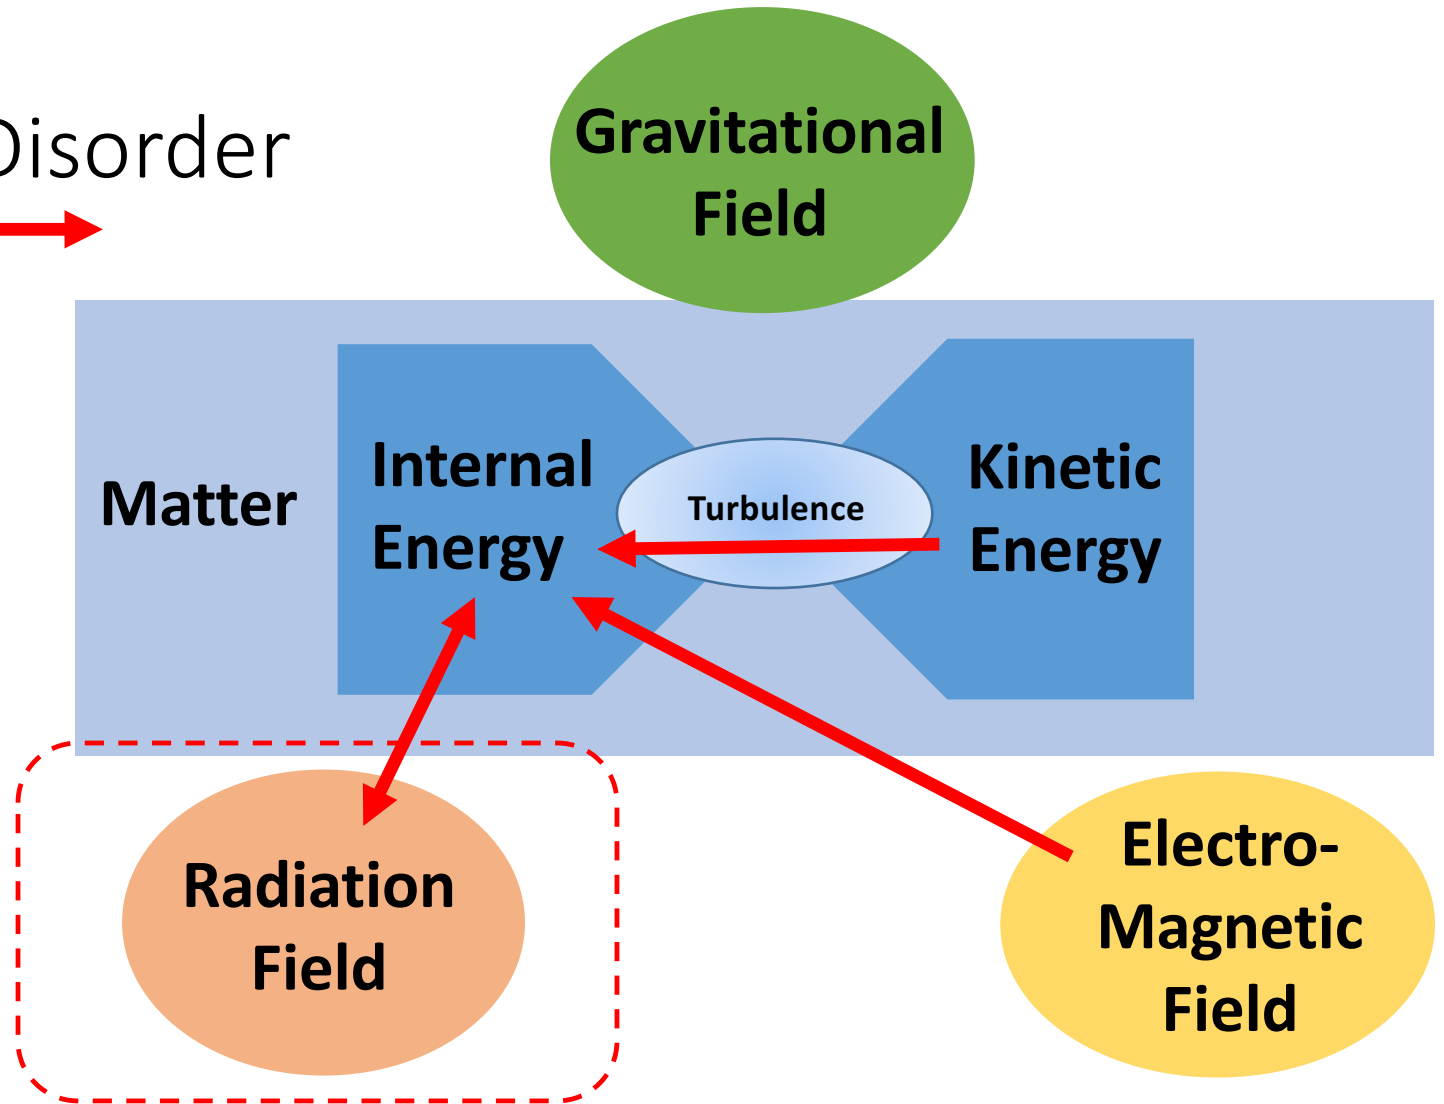 Disorder
Gravitational
Field
Matter
Internal
Energy
Turbulence
Kinetic
Energy
Radiation
Field
Electro-
Magnetic
Field